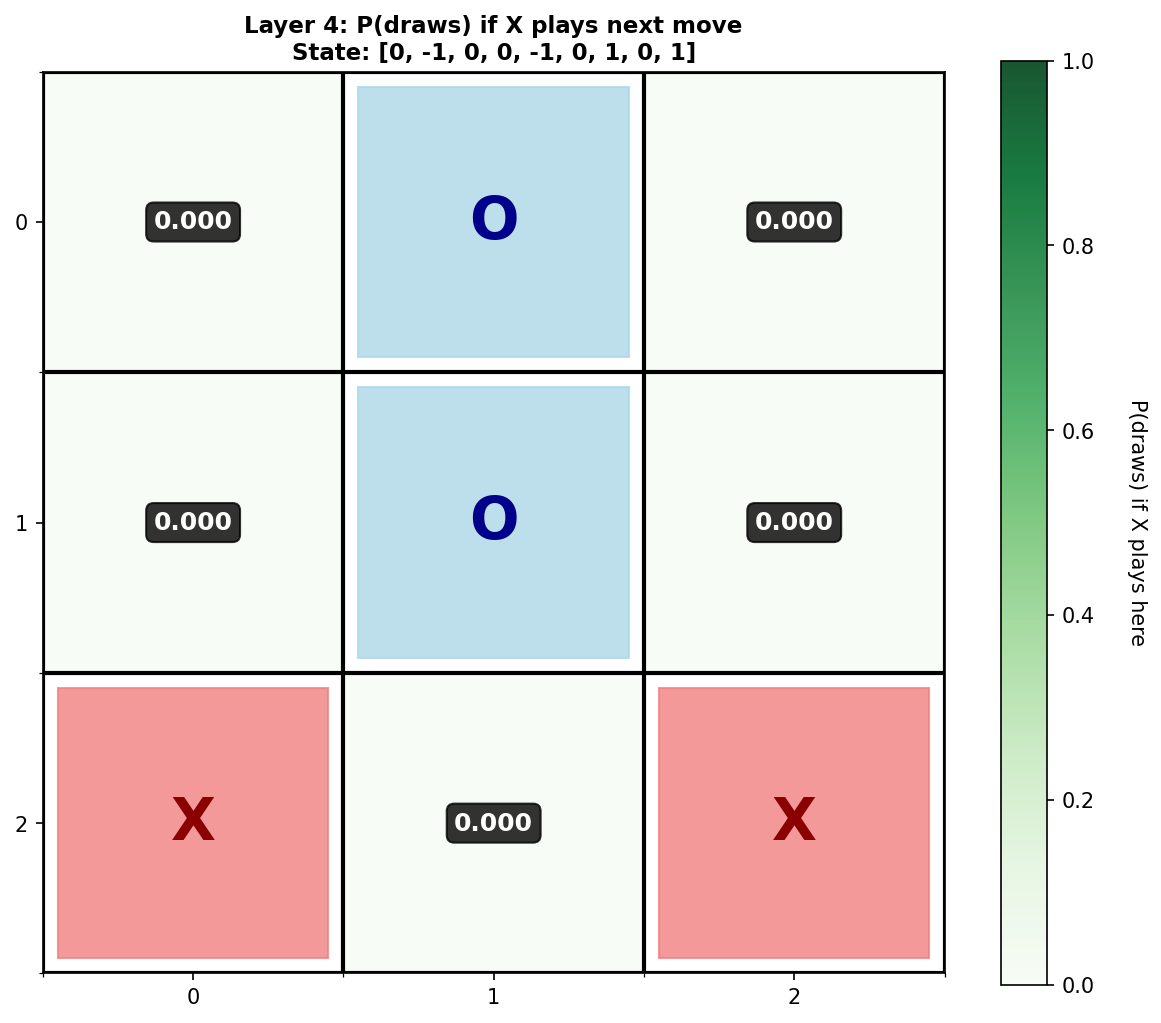 Layer 4: P(draws) if X plays next move
State: [0, -1, 0, 0, -1, 0, 1, 0, 1]
0.000 O 0.000
0.000 O 0.000
X 0.000 X
0
1
2
0 1 2
1.0
0.8
0.6
0.4
0.2
0.0
P(draws) if X plays here